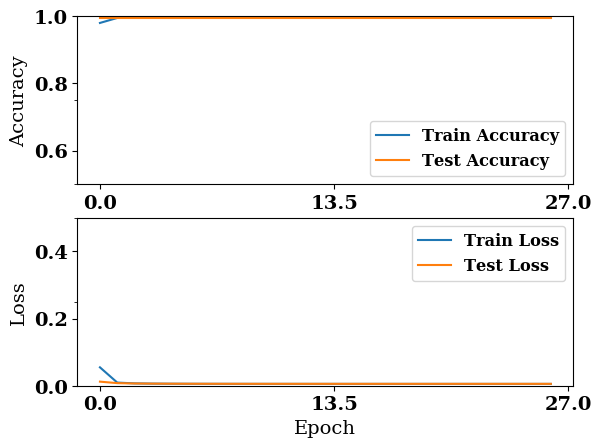 1.0
0.8
0.6
Accuracy
Train Accuracy
Test Accuracy
0.0 13.5 27.0
0.4
0.2
0.0
Loss
Train Loss
Test Loss
0.0 13.5 27.0
Epoch